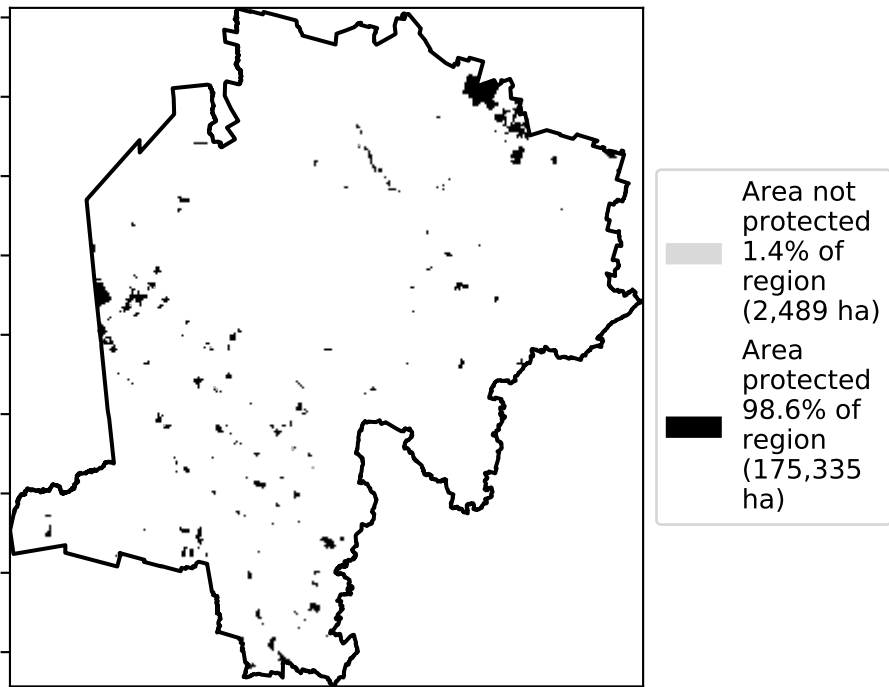 Area not
protected
1.4% of
region
(2,489 ha)
Area
protected
98.6% of
region
(175,335
ha)